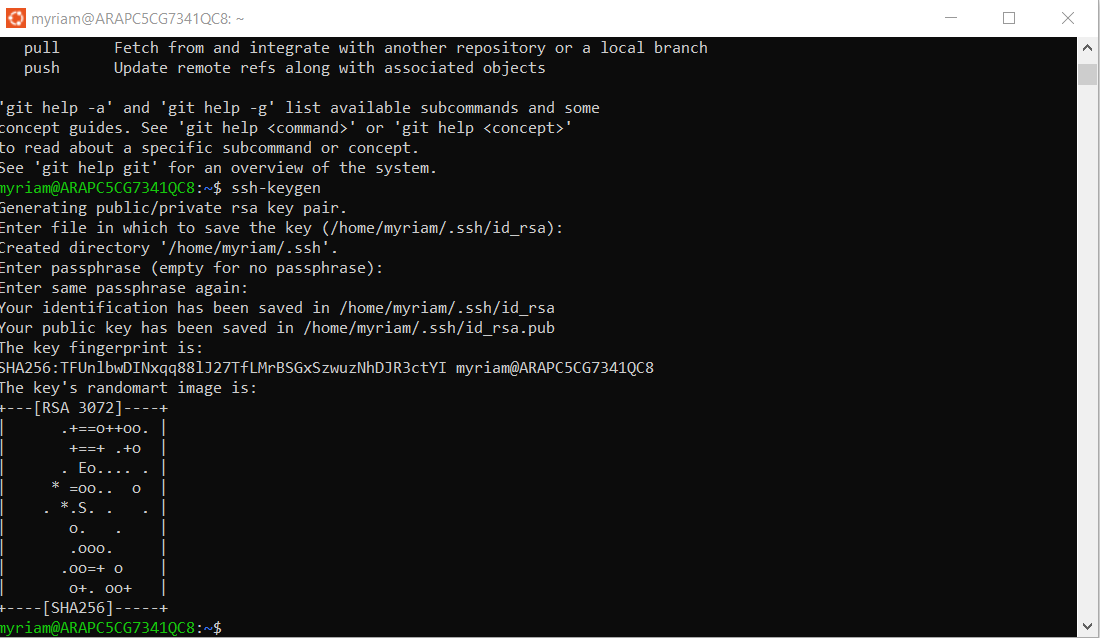 myriam@ARAPC5CG7341QC8: ~
pull      Fetch from and integrate with another repository or a local branch
push      Update remote refs along with associated objects
'git help -a' and 'git help -g' list available subcommands and some
concept guides. See 'git help <command>' or 'git help <concept>'
to read about a specific subcommand or concept.
See 'git help git' for an overview of the system.
myriam@ARAPC5CG7341QC8:~$ ssh-keygen
Generating public/private rsa key pair.
Enter file in which to save the key (/home/myriam/.ssh/id_rsa):
Created directory '/home/myriam/.ssh'.
Enter passphrase (empty for no passphrase):
Enter same passphrase again:
Your identification has been saved in /home/myriam/.ssh/id_rsa
Your public key has been saved in /home/myriam/.ssh/id_rsa.pub
The key fingerprint is:
SHA256:TFUnlbwDINxqq88lJ27TfLMrBSGxSzwuzNhDJR3ctYI myriam@ARAPC5CG7341QC8
The key's randomart image is:
+---[RSA 3072]----+
|      .+==o++oo. |
|       +==+ .+o  |
|      . Eo.... . |
|     * =oo..  o  |
|    . *.S. .   . |
|       o.   .    |
|       .ooo.     |
|      .oo=+ o    |
|       o+. oo+   |
+----[SHA256]-----+
myriam@ARAPC5CG7341QC8:~$